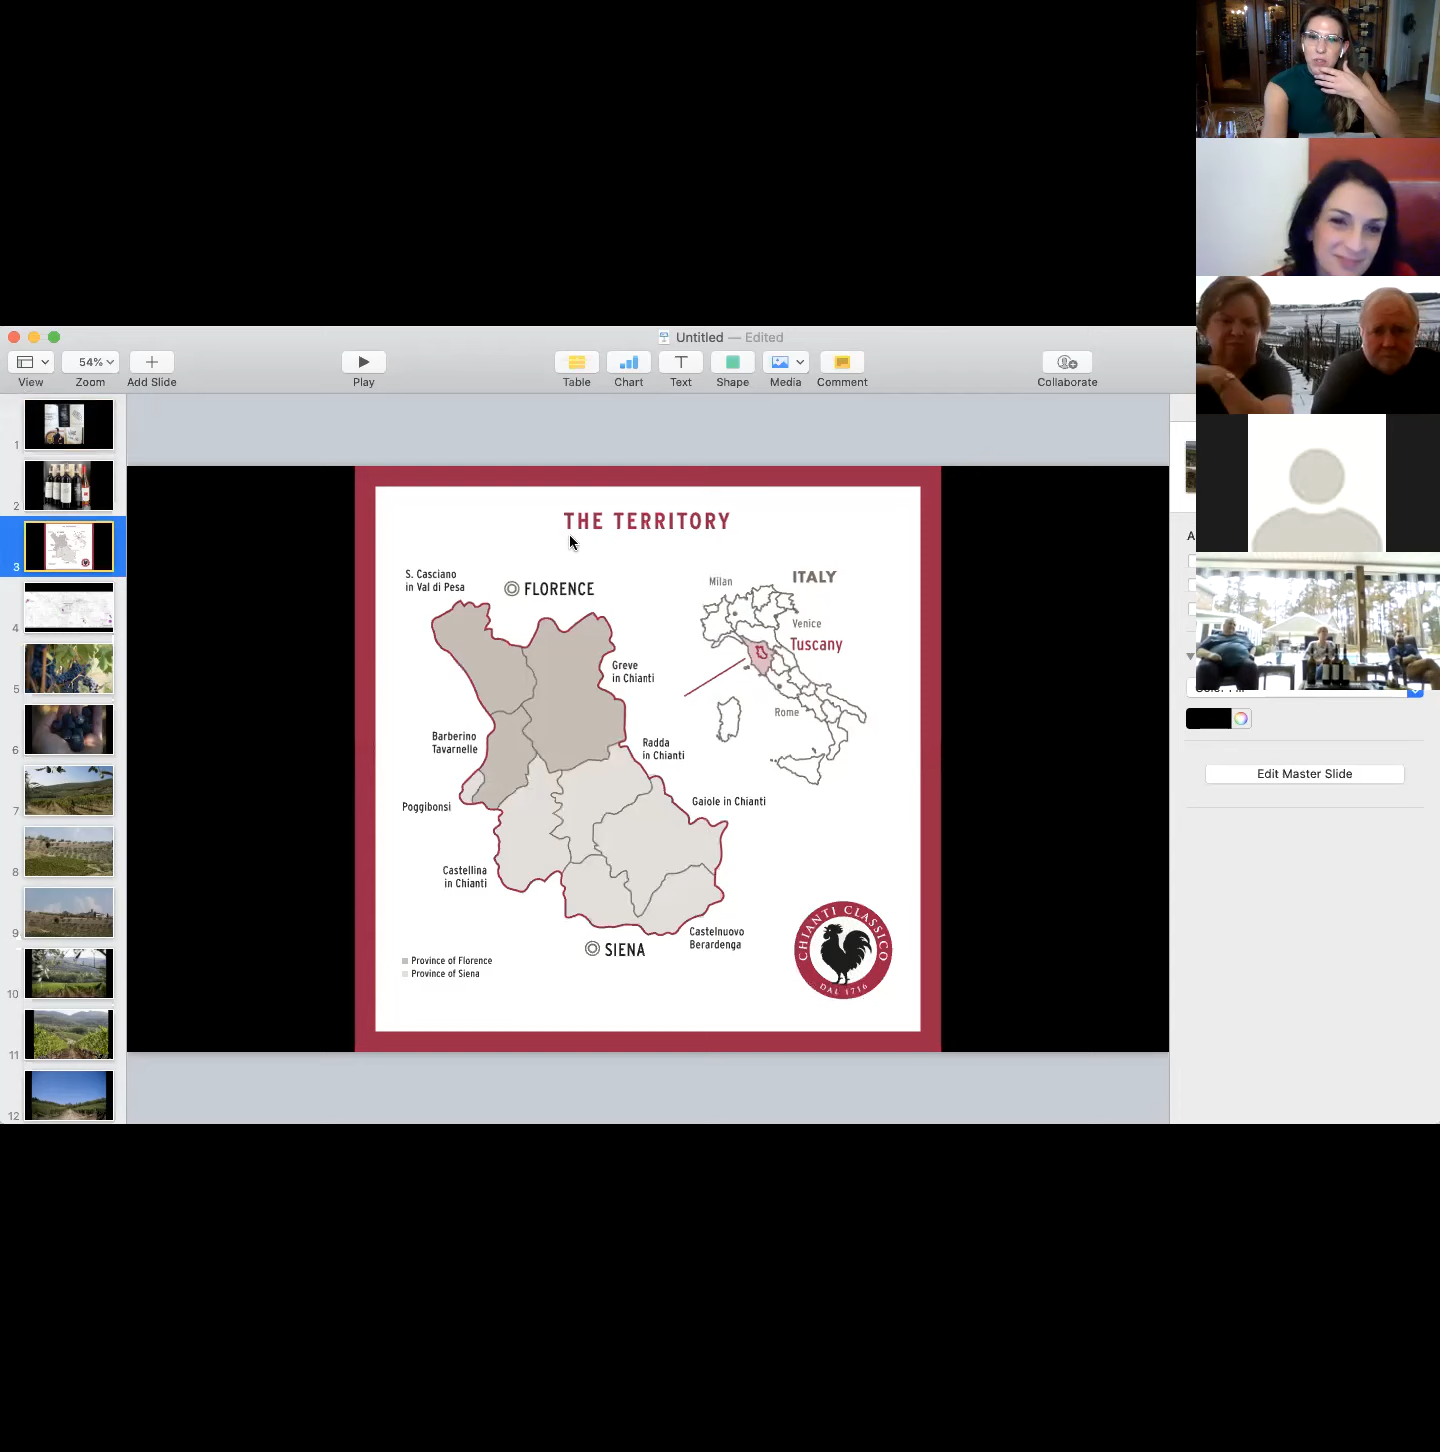 Untitled — Edited
54%
View
Zoom
Add Slide
Play
Table
Chart
Text
Shape
Media
Comment
Collaborate
1
2
3
4
5
6
7
8
9
10
11
12
THE TERRITORY
S. Casciano
in Val di Pesa
FLORENCE
Greve
in Chianti
Barberino
Tavarnelle
Radda
in Chianti
Poggibonsi
Gaiole in Chianti
Castellina
in Chianti
Castelnuovo
Berardenga
SIENA
Province of Florence
Province of Siena
ITALY
Milan
Venice
Tuscany
Rome
CHIANTI CLASSICO
DAL 1716
Edit Master Slide